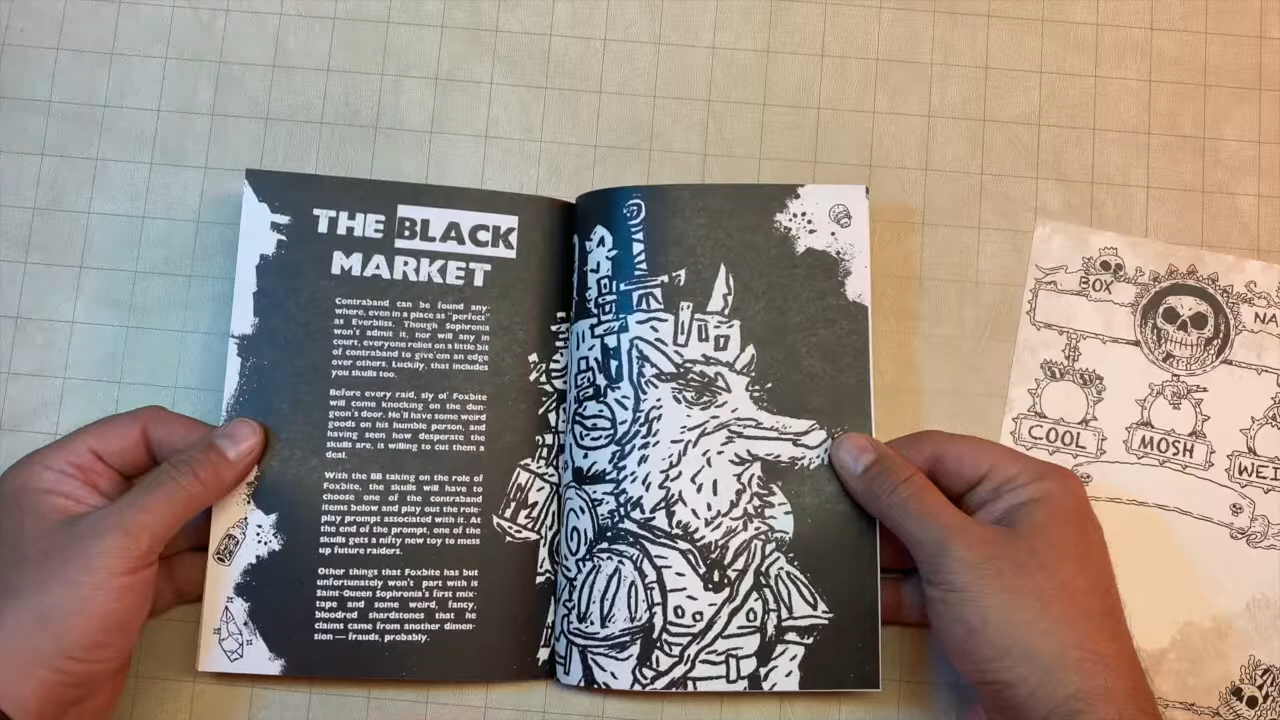 THE BLACK
MARKET
Contraband can be found any-
where, even in a place as "perfect"
as Everbliss. Though Sophronia
won't admit it, nor will any in
court, everyone relies on a little bit
of contraband to give'em an edge
over others. Luckily, that includes
you skulls too.
Before every raid, sly ol' Foxbite
will come knocking on the dun-
geon's door. He'll have some weird
goods on his humble person, and
having seen how desperate the
skulls are, is willing to cut them a
deal.
With the BB taking on the role of
Foxbite, the skulls will have to
choose one of the contraband
items below and play out the role-
play prompt associated with it. At
the end of the prompt, one of the
skulls gets a nifty new toy to mess
up future raiders.
Other things that Foxbite has but
unfortunately won't part with is
Saint-Queen Sophronia's first mix-
tape and some weird, fancy,
bloodred shardstones that he
claims came from another dimen-
sion — frauds, probably.
BOX
NA
COOL
MOSH
WEI